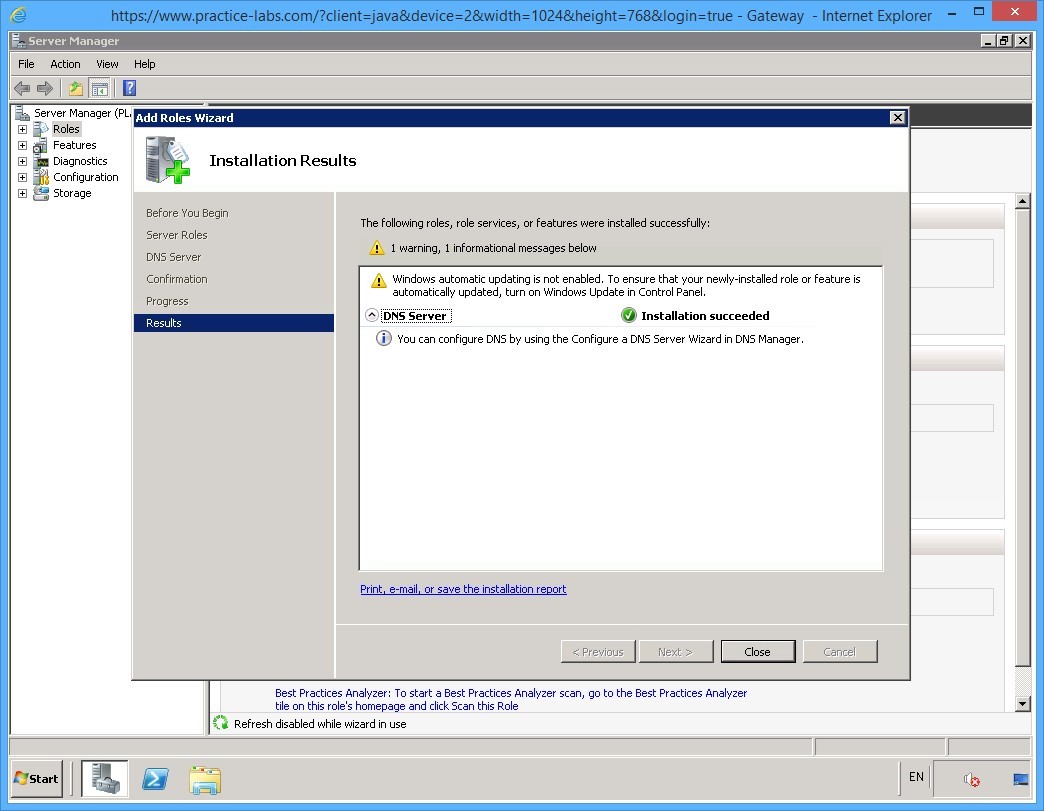 https://www.practice-labs.com/?client=java&device=2&width=1024&height=768&login=true - Gateway - Internet Explorer
Server Manager
File Action View Help
Server Manager (PL
Roles
Features
Diagnostics
Configuration
Storage
Add Roles Wizard
Installation Results
Before You Begin
Server Roles
DNS Server
Confirmation
Progress
Results
The following roles, role services, or features were installed successfully:
1 warning, 1 informational messages below
Windows automatic updating is not enabled. To ensure that your newly-installed role or feature is
automatically updated, turn on Windows Update in Control Panel.
DNS Server Installation succeeded
You can configure DNS by using the Configure a DNS Server Wizard in DNS Manager.
Print, e-mail, or save the installation report
< Previous Next > Close Cancel
Best Practices Analyzer: To start a Best Practices Analyzer scan, go to the Best Practices Analyzer
tile on this role's homepage and click Scan this Role
Refresh disabled while wizard in use
Start EN